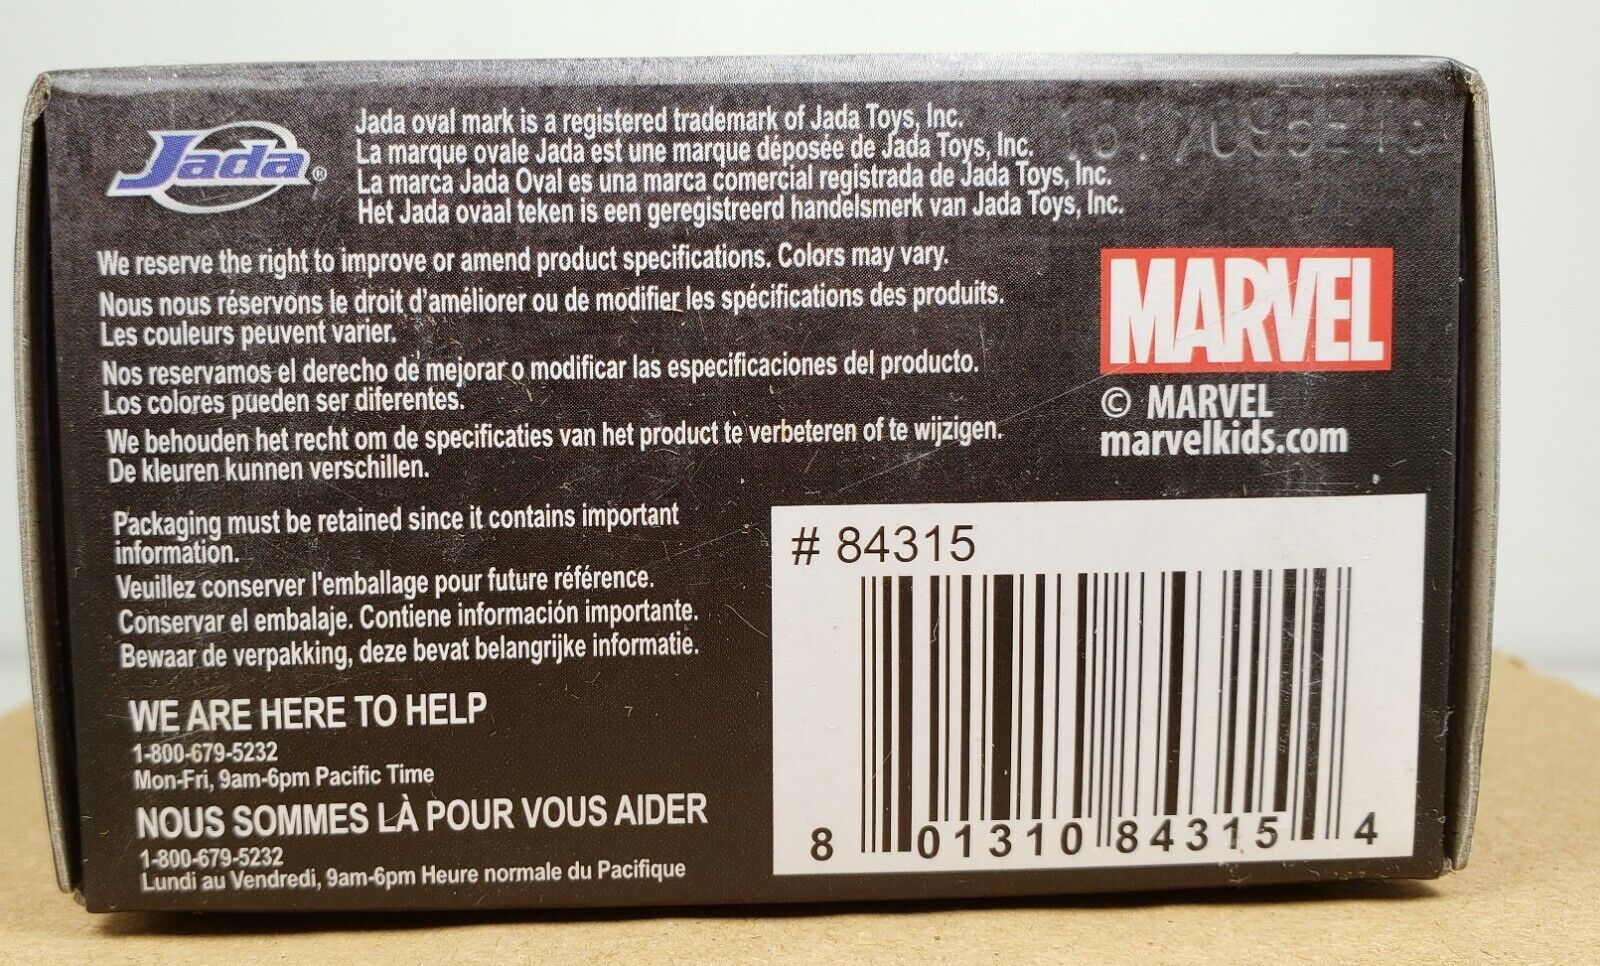 Jada®
Jada oval mark is a registered trademark of Jada Toys, Inc.
La marque ovale Jada est une marque déposée de Jada Toys, Inc.
La marca Jada Oval es una marca comercial registrada de Jada Toys, Inc.
Het Jada ovaal teken is een geregistreerd handelsmerk van Jada Toys, Inc.
We reserve the right to improve or amend product specifications. Colors may vary.
Nous nous réservons le droit d'améliorer ou de modifier les spécifications des produits.
Les couleurs peuvent varier.
Nos reservamos el derecho de mejorar o modificar las especificaciones del producto.
Los colores pueden ser diferentes.
We behouden het recht om de specificaties van het product te verbeteren of te wijzigen.
De kleuren kunnen verschillen.
MARVEL
© MARVEL
marvelkids.com
Packaging must be retained since it contains important
information.
Veuillez conserver l'emballage pour future référence.
Conservar el embalaje. Contiene información importante.
Bewaar de verpakking, deze bevat belangrijke informatie.
WE ARE HERE TO HELP
1-800-679-5232
Mon-Fri, 9am-6pm Pacific Time
NOUS SOMMES LÀ POUR VOUS AIDER
1-800-679-5232
Lundi au Vendredi, 9am-6pm Heure normale du Pacifique
# 84315
8 01310 84315 4